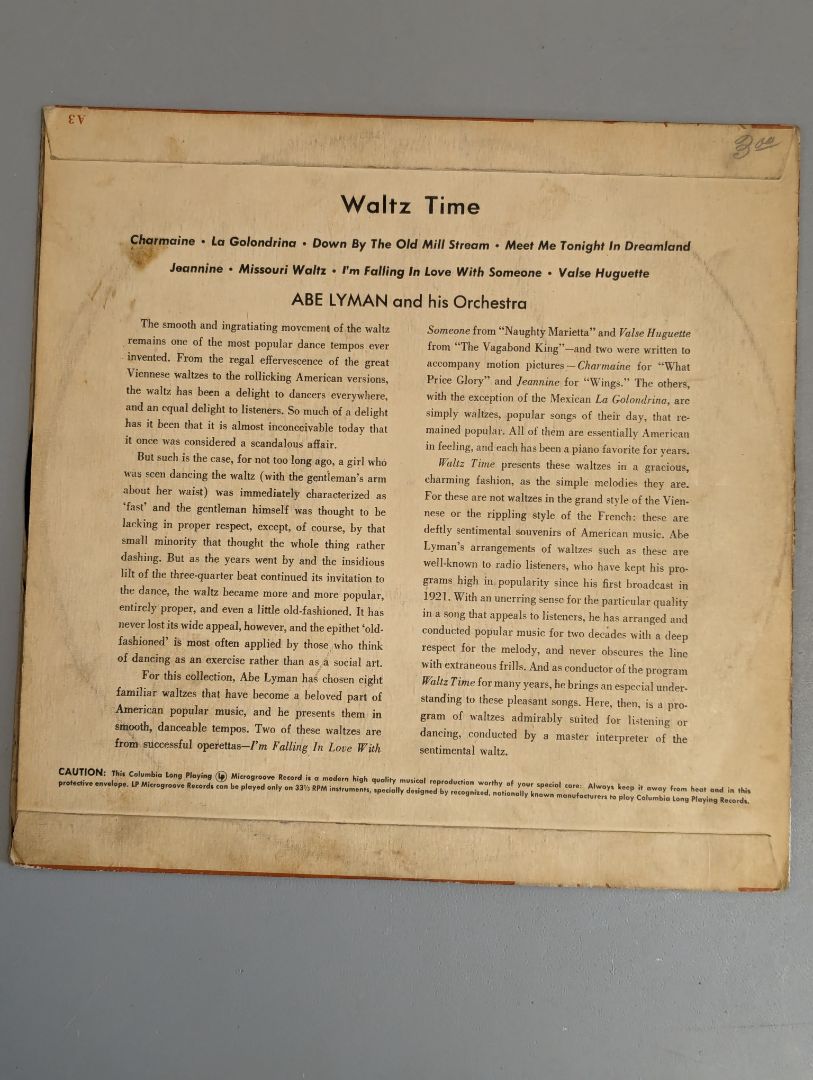 A3
3.00
Waltz Time
Charmaine • La Golondrina • Down By The Old Mill Stream • Meet Me Tonight In Dreamland
Jeannine • Missouri Waltz • I'm Falling In Love With Someone • Valse Huguette
ABE LYMAN and his Orchestra
The smooth and ingratiating movement of the waltz
remains one of the most popular dance tempos ever
invented. From the regal effervescence of the great
Viennese waltzes to the rollicking American versions,
the waltz has been a delight to dancers everywhere,
and an equal delight to listeners. So much of a delight
has it been that it is almost inconceivable today that
it once was considered a scandalous affair.
But such is the case, for not too long ago, a girl who
was seen dancing the waltz (with the gentleman's arm
about her waist) was immediately characterized as
'fast' and the gentleman himself was thought to be
lacking in proper respect, except, of course, by that
small minority that thought the whole thing rather
dashing. But as the years went by and the insidious
lilt of the three-quarter beat continued its invitation to
the dance, the waltz became more and more popular,
entirely proper, and even a little old-fashioned. It has
never lost its wide appeal, however, and the epithet 'old-
fashioned' is most often applied by those who think
of dancing as an exercise rather than as a social art.
For this collection, Abe Lyman has chosen eight
familiar waltzes that have become a beloved part of
American popular music, and he presents them in
smooth, danceable tempos. Two of these waltzes are
from successful operettas—I'm Falling In Love With
Someone from "Naughty Marietta" and Valse Huguette
from "The Vagabond King"—and two were written to
accompany motion pictures—Charmaine for "What
Price Glory" and Jeannine for "Wings." The others,
with the exception of the Mexican La Golondrina, are
simply waltzes, popular songs of their day, that re-
mained popular. All of them are essentially American
in feeling, and each has been a piano favorite for years.
Waltz Time presents these waltzes in a gracious,
charming fashion, as the simple melodies they are.
For these are not waltzes in the grand style of the Vien-
nese or the rippling style of the French: these are
deftly sentimental souvenirs of American music. Abe
Lyman's arrangements of waltzes such as these are
well-known to radio listeners, who have kept his pro-
grams high in popularity since his first broadcast in
1921. With an unerring sense for the particular quality
in a song that appeals to listeners, he has arranged and
conducted popular music for two decades with a deep
respect for the melody, and never obscures the line
with extraneous frills. And as conductor of the program
Waltz Time for many years, he brings an especial under-
standing to these pleasant songs. Here, then, is a pro-
gram of waltzes admirably suited for listening or
dancing, conducted by a master interpreter of the
sentimental waltz.
CAUTION: This Columbia Long Playing Lp Microgroove Record is a modern high quality musical reproduction worthy of your special care: Always keep it away from heat and in this
protective envelope. LP Microgroove Records can be played only on 33⅓ RPM instruments, specially designed by recognized, nationally known manufacturers to play Columbia Long Playing Records.